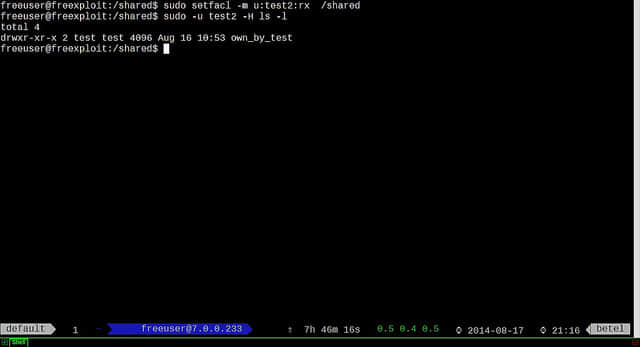 freeuser@freexploit:/shared$ sudo setfacl -m u:test2:rx  /shared
freeuser@freexploit:/shared$ sudo -u test2 -H ls -l
total 4
drwxr-xr-x 2 test test 4096 Aug 16 10:53 own_by_test
freeuser@freexploit:/shared$
default 1 ~ freeuser@7.0.0.233 ⇑ 7h 46m 16s 0.5 0.4 0.5 2014-08-17 21:16 betel
Shell